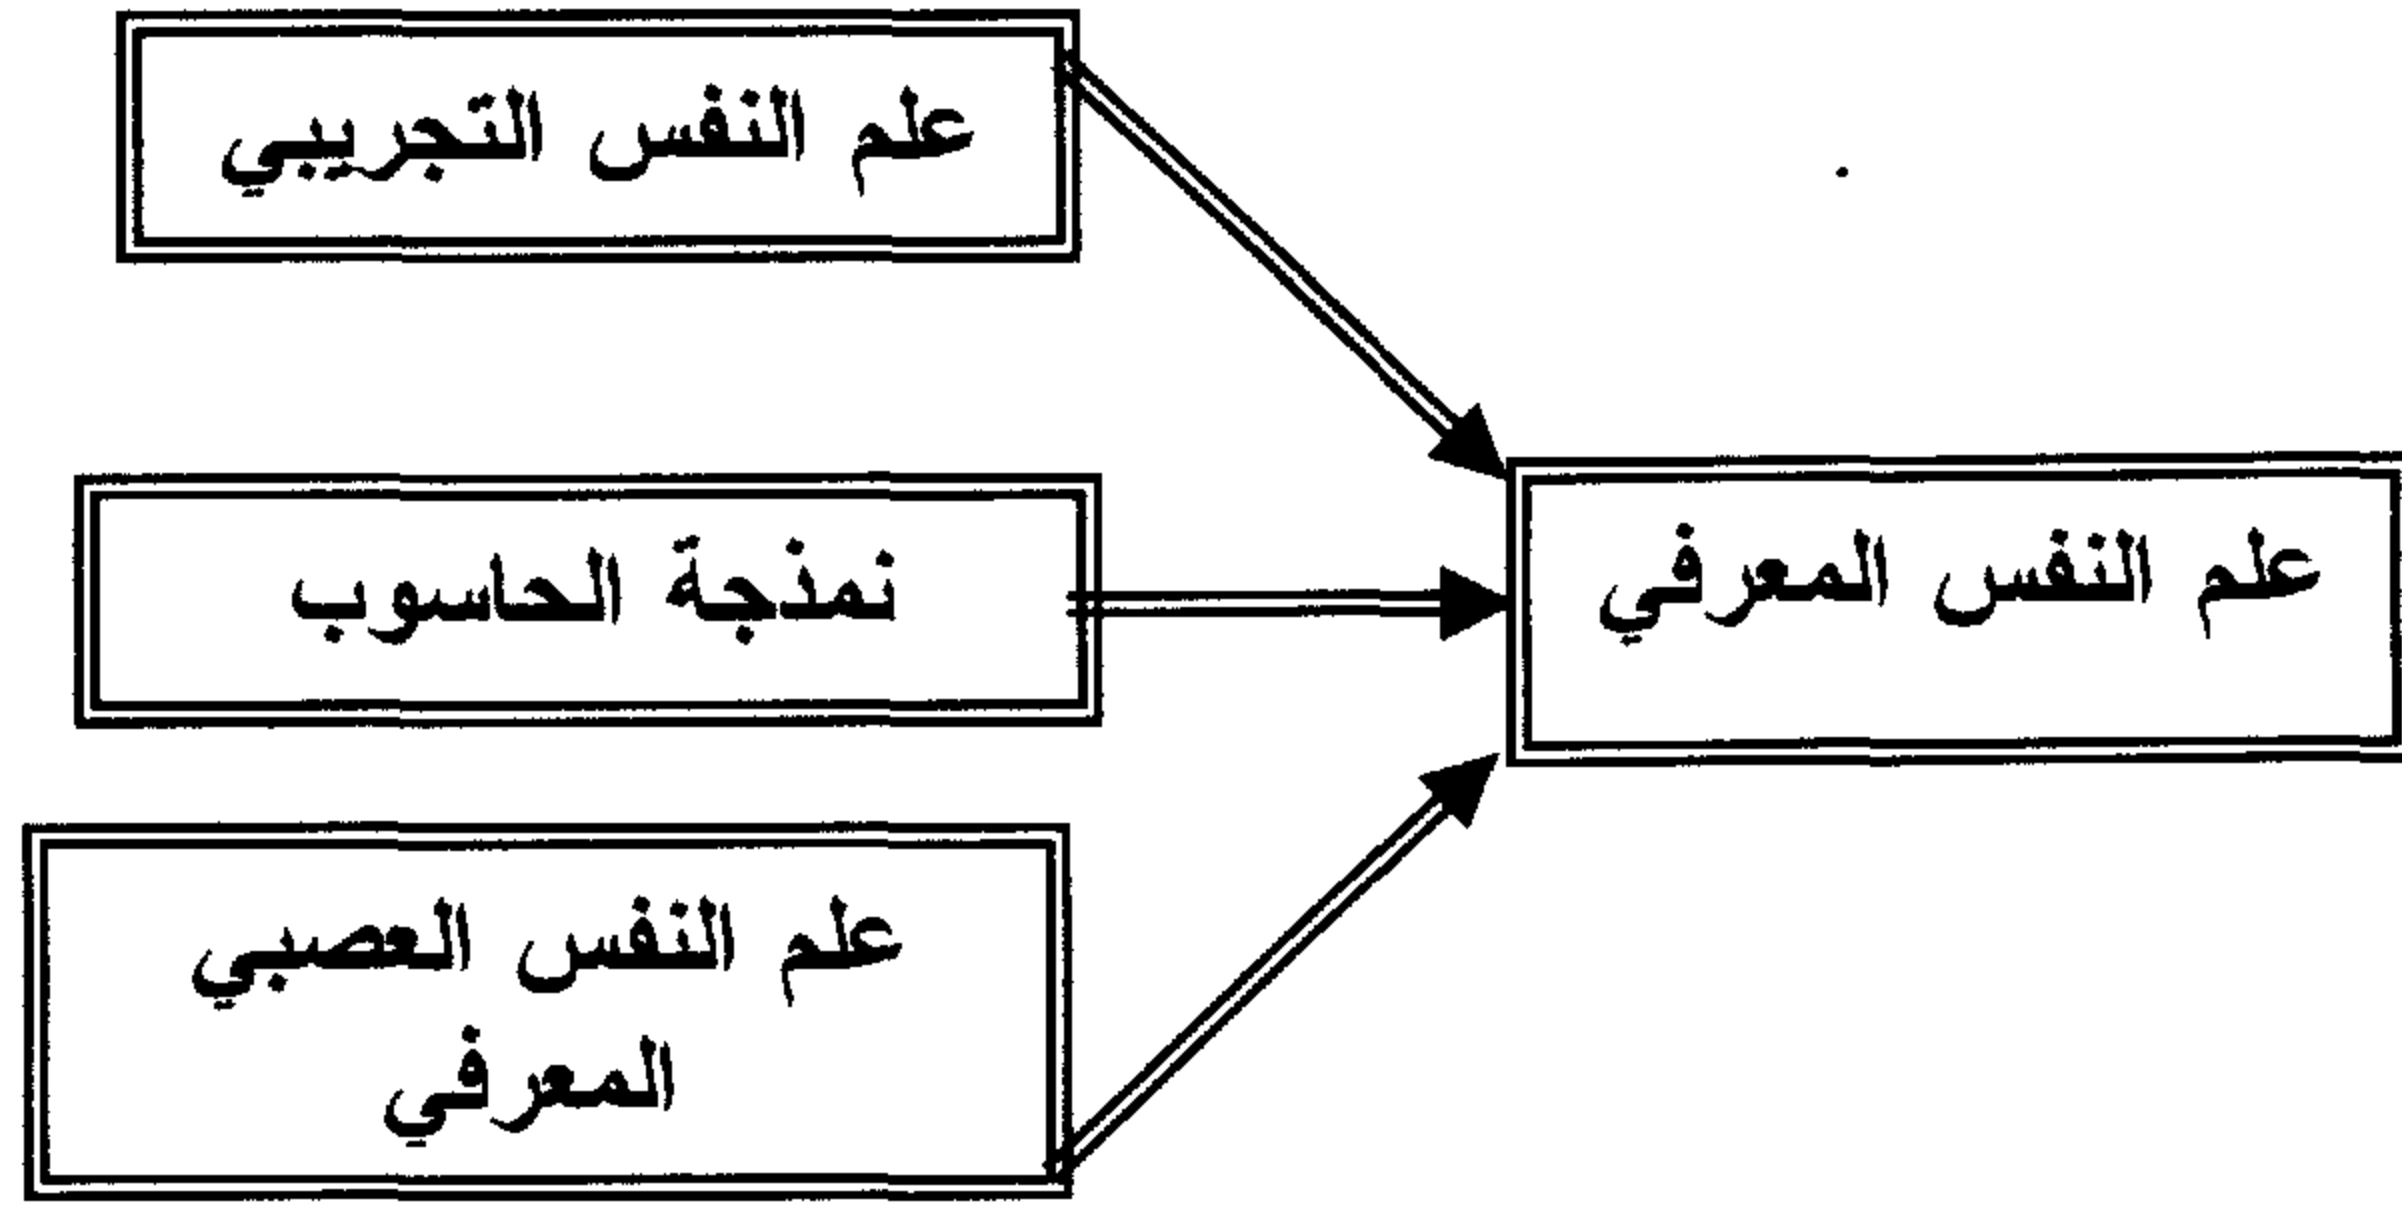 علم النفس التجريبي
نمذجة الحاسوب
علم النفس المعرفي
علم النفس العصبي
المعرفي